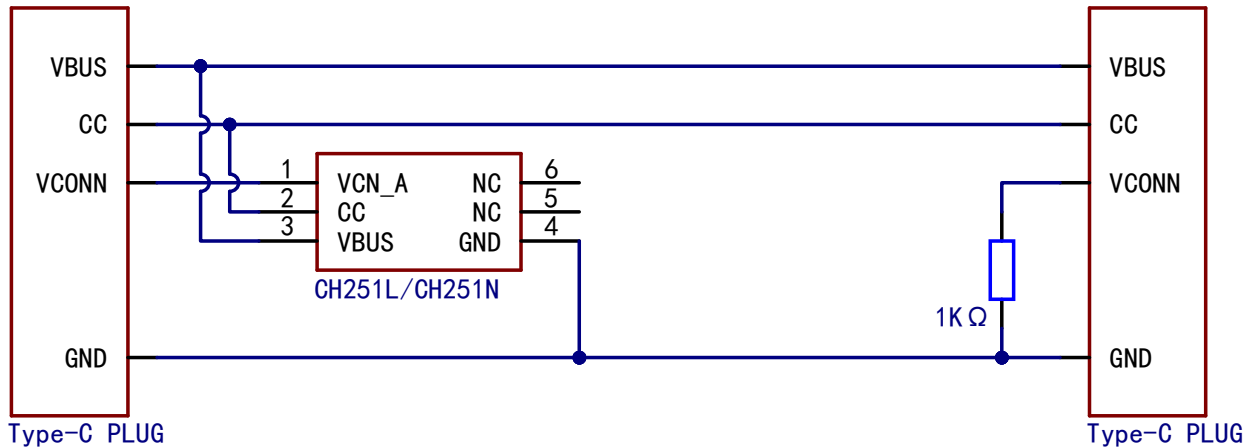 VBUS
CC
VCONN
GND
Type-C PLUG
1 VCN_A NC 6
2 CC NC 5
3 VBUS GND 4
CH251L/CH251N
1KΩ
VBUS
CC
VCONN
GND
Type-C PLUG